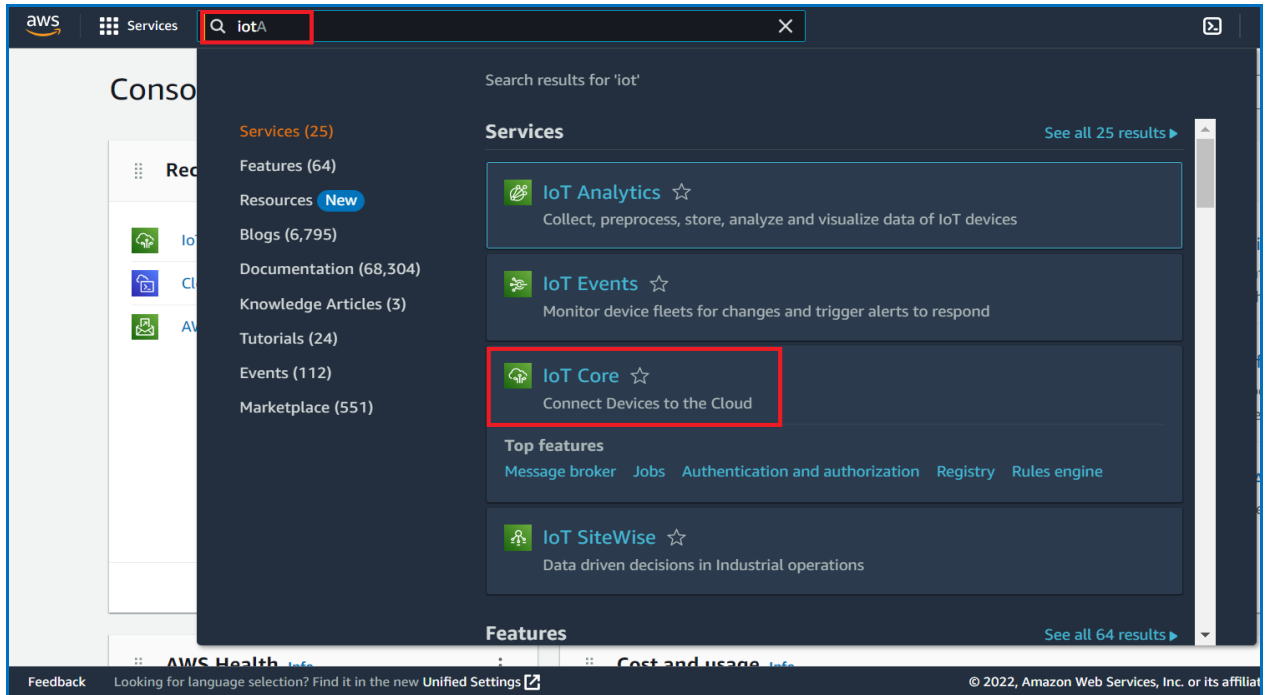 aws Services iotA
Search results for 'iot'
Conso
Services (25)
Features (64)
Resources New
Blogs (6,795)
Documentation (68,304)
Knowledge Articles (3)
Tutorials (24)
Events (112)
Marketplace (551)
Services See all 25 results
IoT Analytics
Collect, preprocess, store, analyze and visualize data of IoT devices
IoT Events
Monitor device fleets for changes and trigger alerts to respond
IoT Core
Connect Devices to the Cloud
Top features
Message broker Jobs Authentication and authorization Registry Rules engine
IoT SiteWise
Data driven decisions in Industrial operations
Features See all 64 results
Rec
Io
Cl
AV
AWS Health Info
Cost and usage Info
Feedback Looking for language selection? Find it in the new Unified Settings © 2022, Amazon Web Services, Inc. or its affiliat